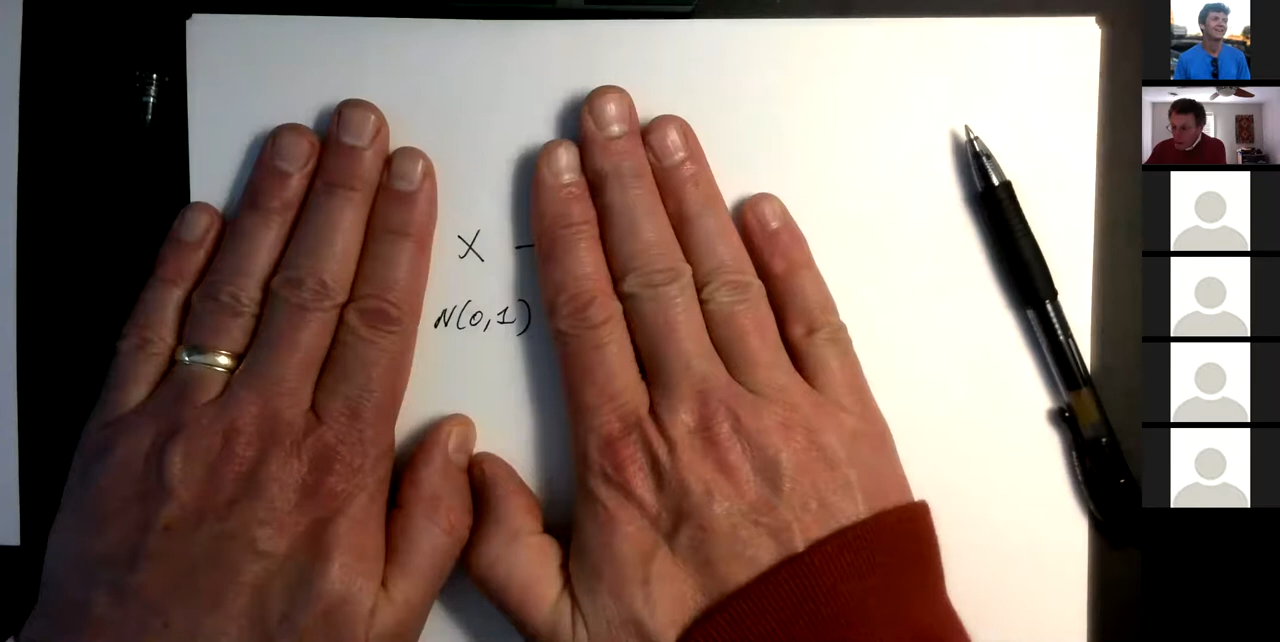 X –
N(0,1)